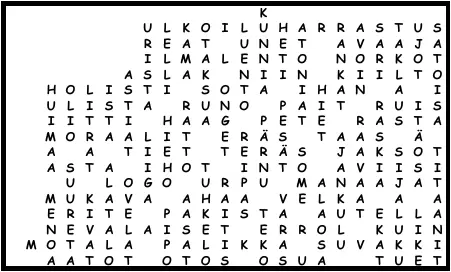 K
ULKOILUHARRASTUS
REAT UNET AVAAJA
ILMALENTO NORKOT
ASLAK NIIN KIILTO
HOLISTI SOTA IHAN A I
ULISTA RUNO PAIT RUIS
IITTI HAAG PETE RASTA
MORAALIT ERÄS TAAS Ä
A A TIET TERÄS JAKSOT
ASTA IHOT INTO AVIISI
U LOGO URPU MANAAJAT
MUKAVA AHAA VELKA A A
ERITE PAKISTA AUTELLA
NEVALAISET ERROL KUIN
MOTALA PALIKKA SUVAKKI
AATOT OTOS OSUA TUET